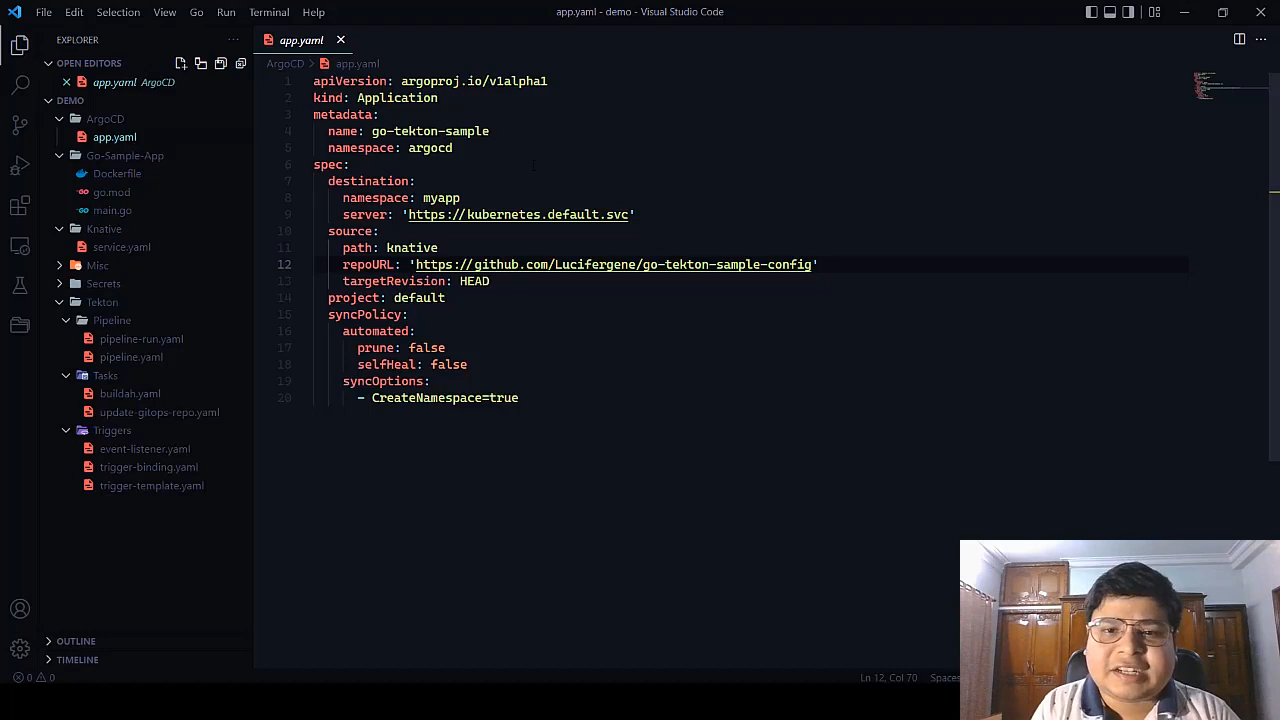 File Edit Selection View Go Run Terminal Help
app.yaml - demo - Visual Studio Code
EXPLORER
OPEN EDITORS
app.yaml ArgoCD
DEMO
ArgoCD
app.yaml
Go-Sample-App
Dockerfile
go.mod
main.go
Knative
service.yaml
Misc
Secrets
Tekton
Pipeline
pipeline-run.yaml
pipeline.yaml
Tasks
buildah.yaml
update-gitops-repo.yaml
Triggers
event-listener.yaml
trigger-binding.yaml
trigger-template.yaml
OUTLINE
TIMELINE
app.yaml
ArgoCD > app.yaml
1 apiVersion: argoproj.io/v1alpha1
2 kind: Application
3 metadata:
4 name: go-tekton-sample
5 namespace: argocd
6 spec:
7 destination:
8 namespace: myapp
9 server: 'https://kubernetes.default.svc'
10 source:
11 path: knative
12 repoURL: 'https://github.com/Lucifergene/go-tekton-sample-config'
13 targetRevision: HEAD
14 project: default
15 syncPolicy:
16 automated:
17 prune: false
18 selfHeal: false
19 syncOptions:
20 - CreateNamespace=true
0 0
Ln 12, Col 70 Spaces